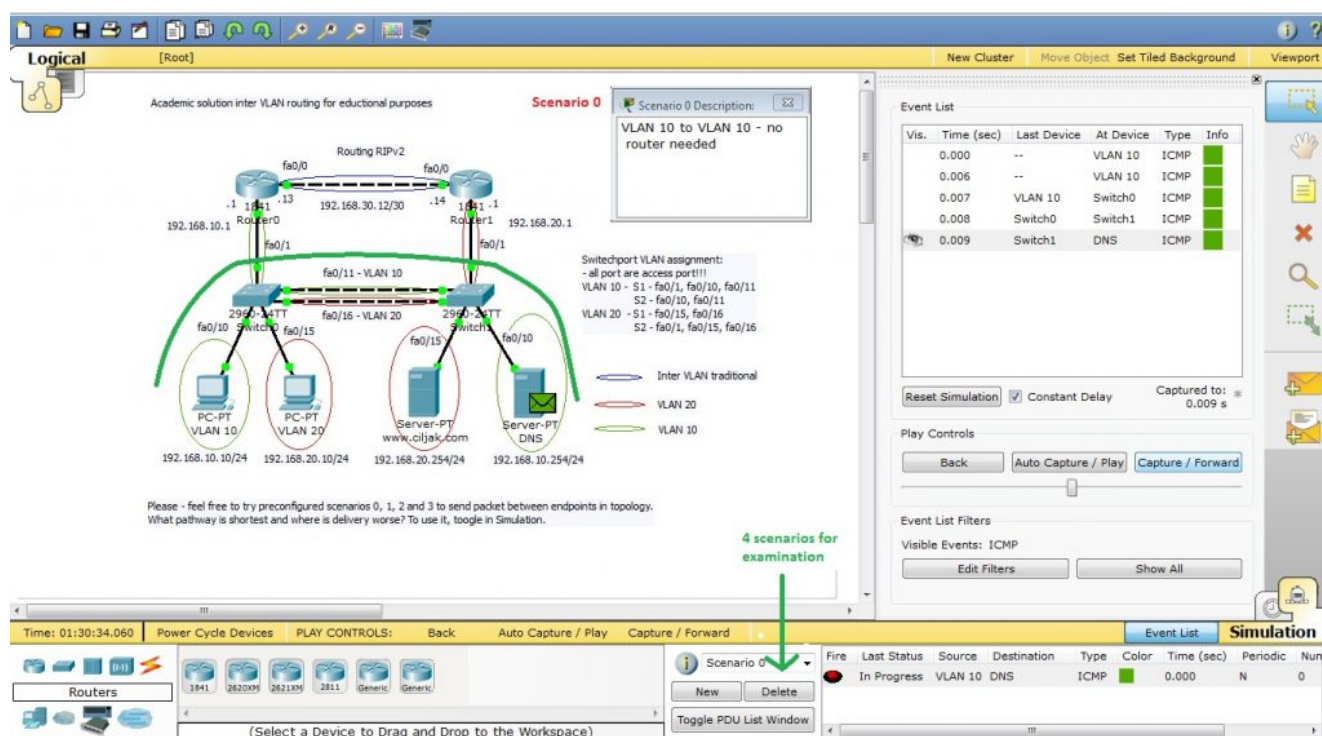 Logical
[Root]
New Cluster
Move Object
Set Tiled Background
Viewport
Academic solution inter VLAN routing for eductional purposes
Scenario 0
Scenario 0 Description:
VLAN 10 to VLAN 10 - no
router needed
Routing RIPv2
fa0/0
fa0/0
.1
1841
.13
192.168.30.12/30
.14
1841
.1
Router0
Router1
192.168.10.1
192.168.20.1
fa0/1
fa0/1
fa0/11 - VLAN 10
2960-24TT
fa0/16 - VLAN 20
2960-24TT
fa0/10
Switch0
fa0/15
Switch1
fa0/15
fa0/10
PC-PT
VLAN 10
PC-PT
VLAN 20
Server-PT
www.ciljak.com
Server-PT
DNS
192.168.10.10/24
192.168.20.10/24
192.168.20.254/24
192.168.10.254/24
Switechport VLAN assignment:
- all port are access port!!!
VLAN 10 - S1 - fa0/1, fa0/10, fa0/11
S2 - fa0/10, fa0/11
VLAN 20 - S1 - fa0/15, fa0/16
S2 - fa0/1, fa0/15, fa0/16
Inter VLAN traditional
VLAN 20
VLAN 10
Please - feel free to try preconfigured scenarios 0, 1, 2 and 3 to send packet between endpoints in topology.
What pathway is shortest and where is delivery worse? To use it, toogle in Simulation.
4 scenarios for
examination
Event List
Vis. Time (sec) Last Device At Device Type Info
0.000 -- VLAN 10 ICMP
0.006 -- VLAN 10 ICMP
0.007 VLAN 10 Switch0 ICMP
0.008 Switch0 Switch1 ICMP
0.009 Switch1 DNS ICMP
Reset Simulation
Constant Delay
Captured to: *
0.009 s
Play Controls
Back
Auto Capture / Play
Capture / Forward
Event List Filters
Visible Events: ICMP
Edit Filters
Show All
Time: 01:30:34.060
Power Cycle Devices
PLAY CONTROLS:
Back
Auto Capture / Play
Capture / Forward
Event List
Simulation
Routers
1841
2620XM
2621XM
2811
Generic
Generic
(Select a Device to Drag and Drop to the Workspace)
Scenario 0
New
Delete
Toggle PDU List Window
Fire Last Status Source Destination Type Color Time (sec) Periodic Num
In Progress VLAN 10 DNS ICMP 0.000 N 0